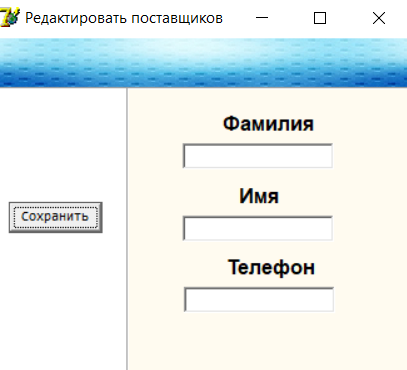 Редактировать поставщиков
Фамилия
Имя
Сохранить
Телефон